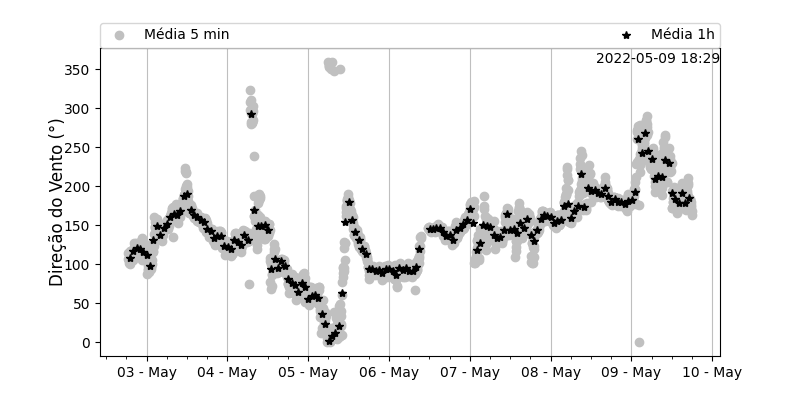 Média 5 min
Média 1h
2022-05-09 18:29
Direção do Vento (°)
350
300
250
200
150
100
50
0
03 - May 04 - May 05 - May 06 - May 07 - May 08 - May 09 - May 10 - May